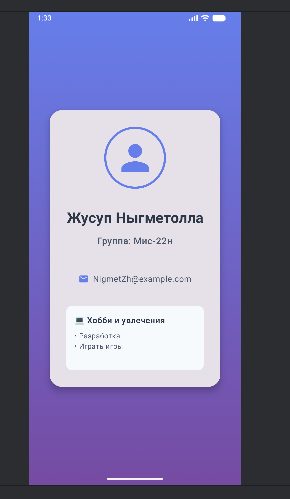 1:33
Жусуп Ныгметолла
Группа: Мис-22н
NigmetZh@example.com
💻 Хобби и увлечения
• Разработка
• Играть игры